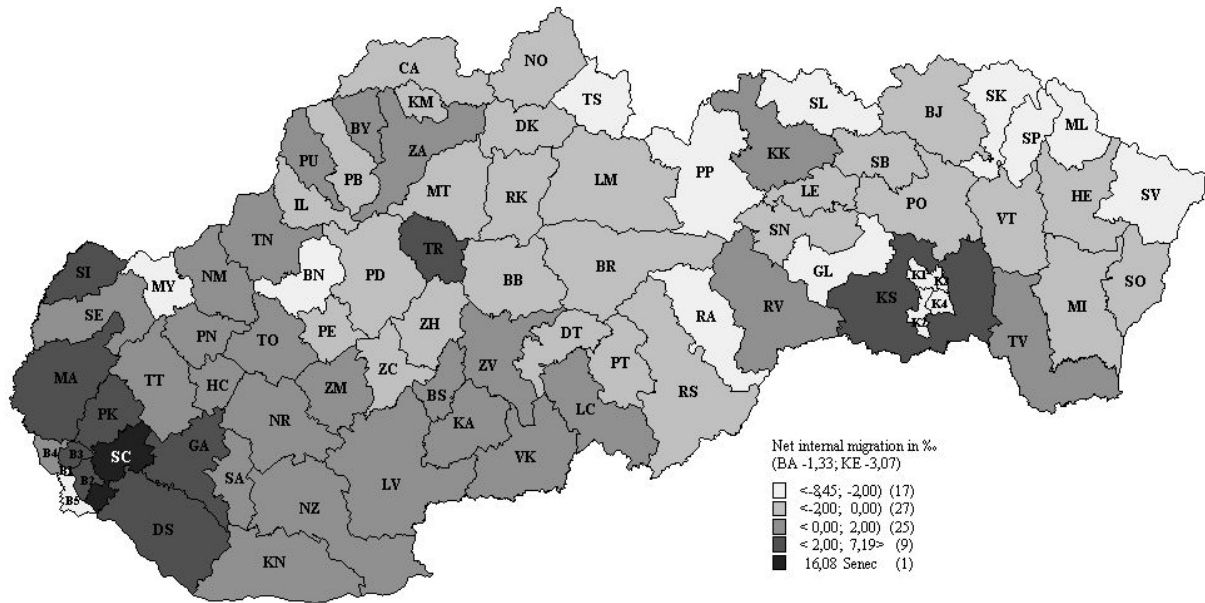 NO
CA
KM
TS
SL
SK
BJ
SP
ML
BY
DK
PU
ZA
KK
PB
SB
MT
RK
LM
PP
LE
HE
SV
IL
PO
VT
TN
SN
SI
NM
BN
PD
TR
BB
BR
GL
K1
K3
SO
MY
KS
K4
MI
SE
PE
ZH
RA
RV
K2
PN
TO
DT
TV
MA
TT
HC
ZM
ZC
BS
ZV
PT
RS
PK
NR
KA
LC
GA
B4
B3
SC
VK
B1
B2
SA
LV
B5
NZ
DS
KN
Net internal migration in ‰
(BA -1,33; KE -3,07)
<-8,45; -2,00) (17)
<-2,00; 0,00) (27)
< 0,00; 2,00) (25)
< 2,00; 7,19> (9)
16,08 Senec (1)